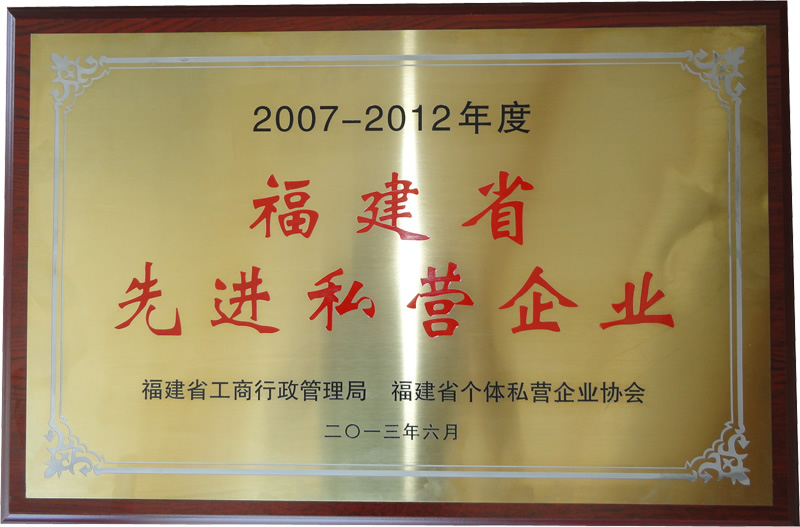 2007-2012年度
福建省
先进私营企业
福建省工商行政管理局 福建省个体私营企业协会
二〇一三年六月